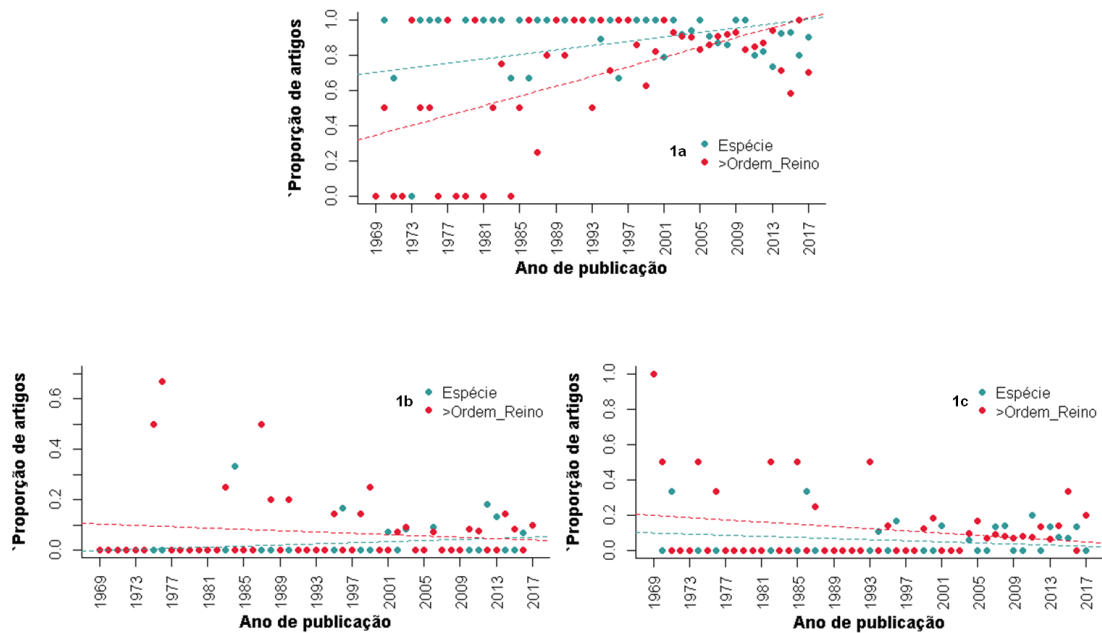 `Proporção de artigos
1.0
0.8
0.6
0.4
0.2
0.0
1a
Espécie
>Ordem_Reino
1969 1973 1977 1981 1985 1989 1993 1997 2001 2005 2009 2013 2017
Ano de publicação
`Proporção de artigos
0.6
0.4
0.2
0.0
1b
Espécie
>Ordem_Reino
1969 1973 1977 1981 1985 1989 1993 1997 2001 2005 2009 2013 2017
Ano de publicação
`Proporção de artigos
1.0
0.8
0.6
0.4
0.2
0.0
1c
Espécie
>Ordem_Reino
1969 1973 1977 1981 1985 1989 1993 1997 2001 2005 2009 2013 2017
Ano de publicação